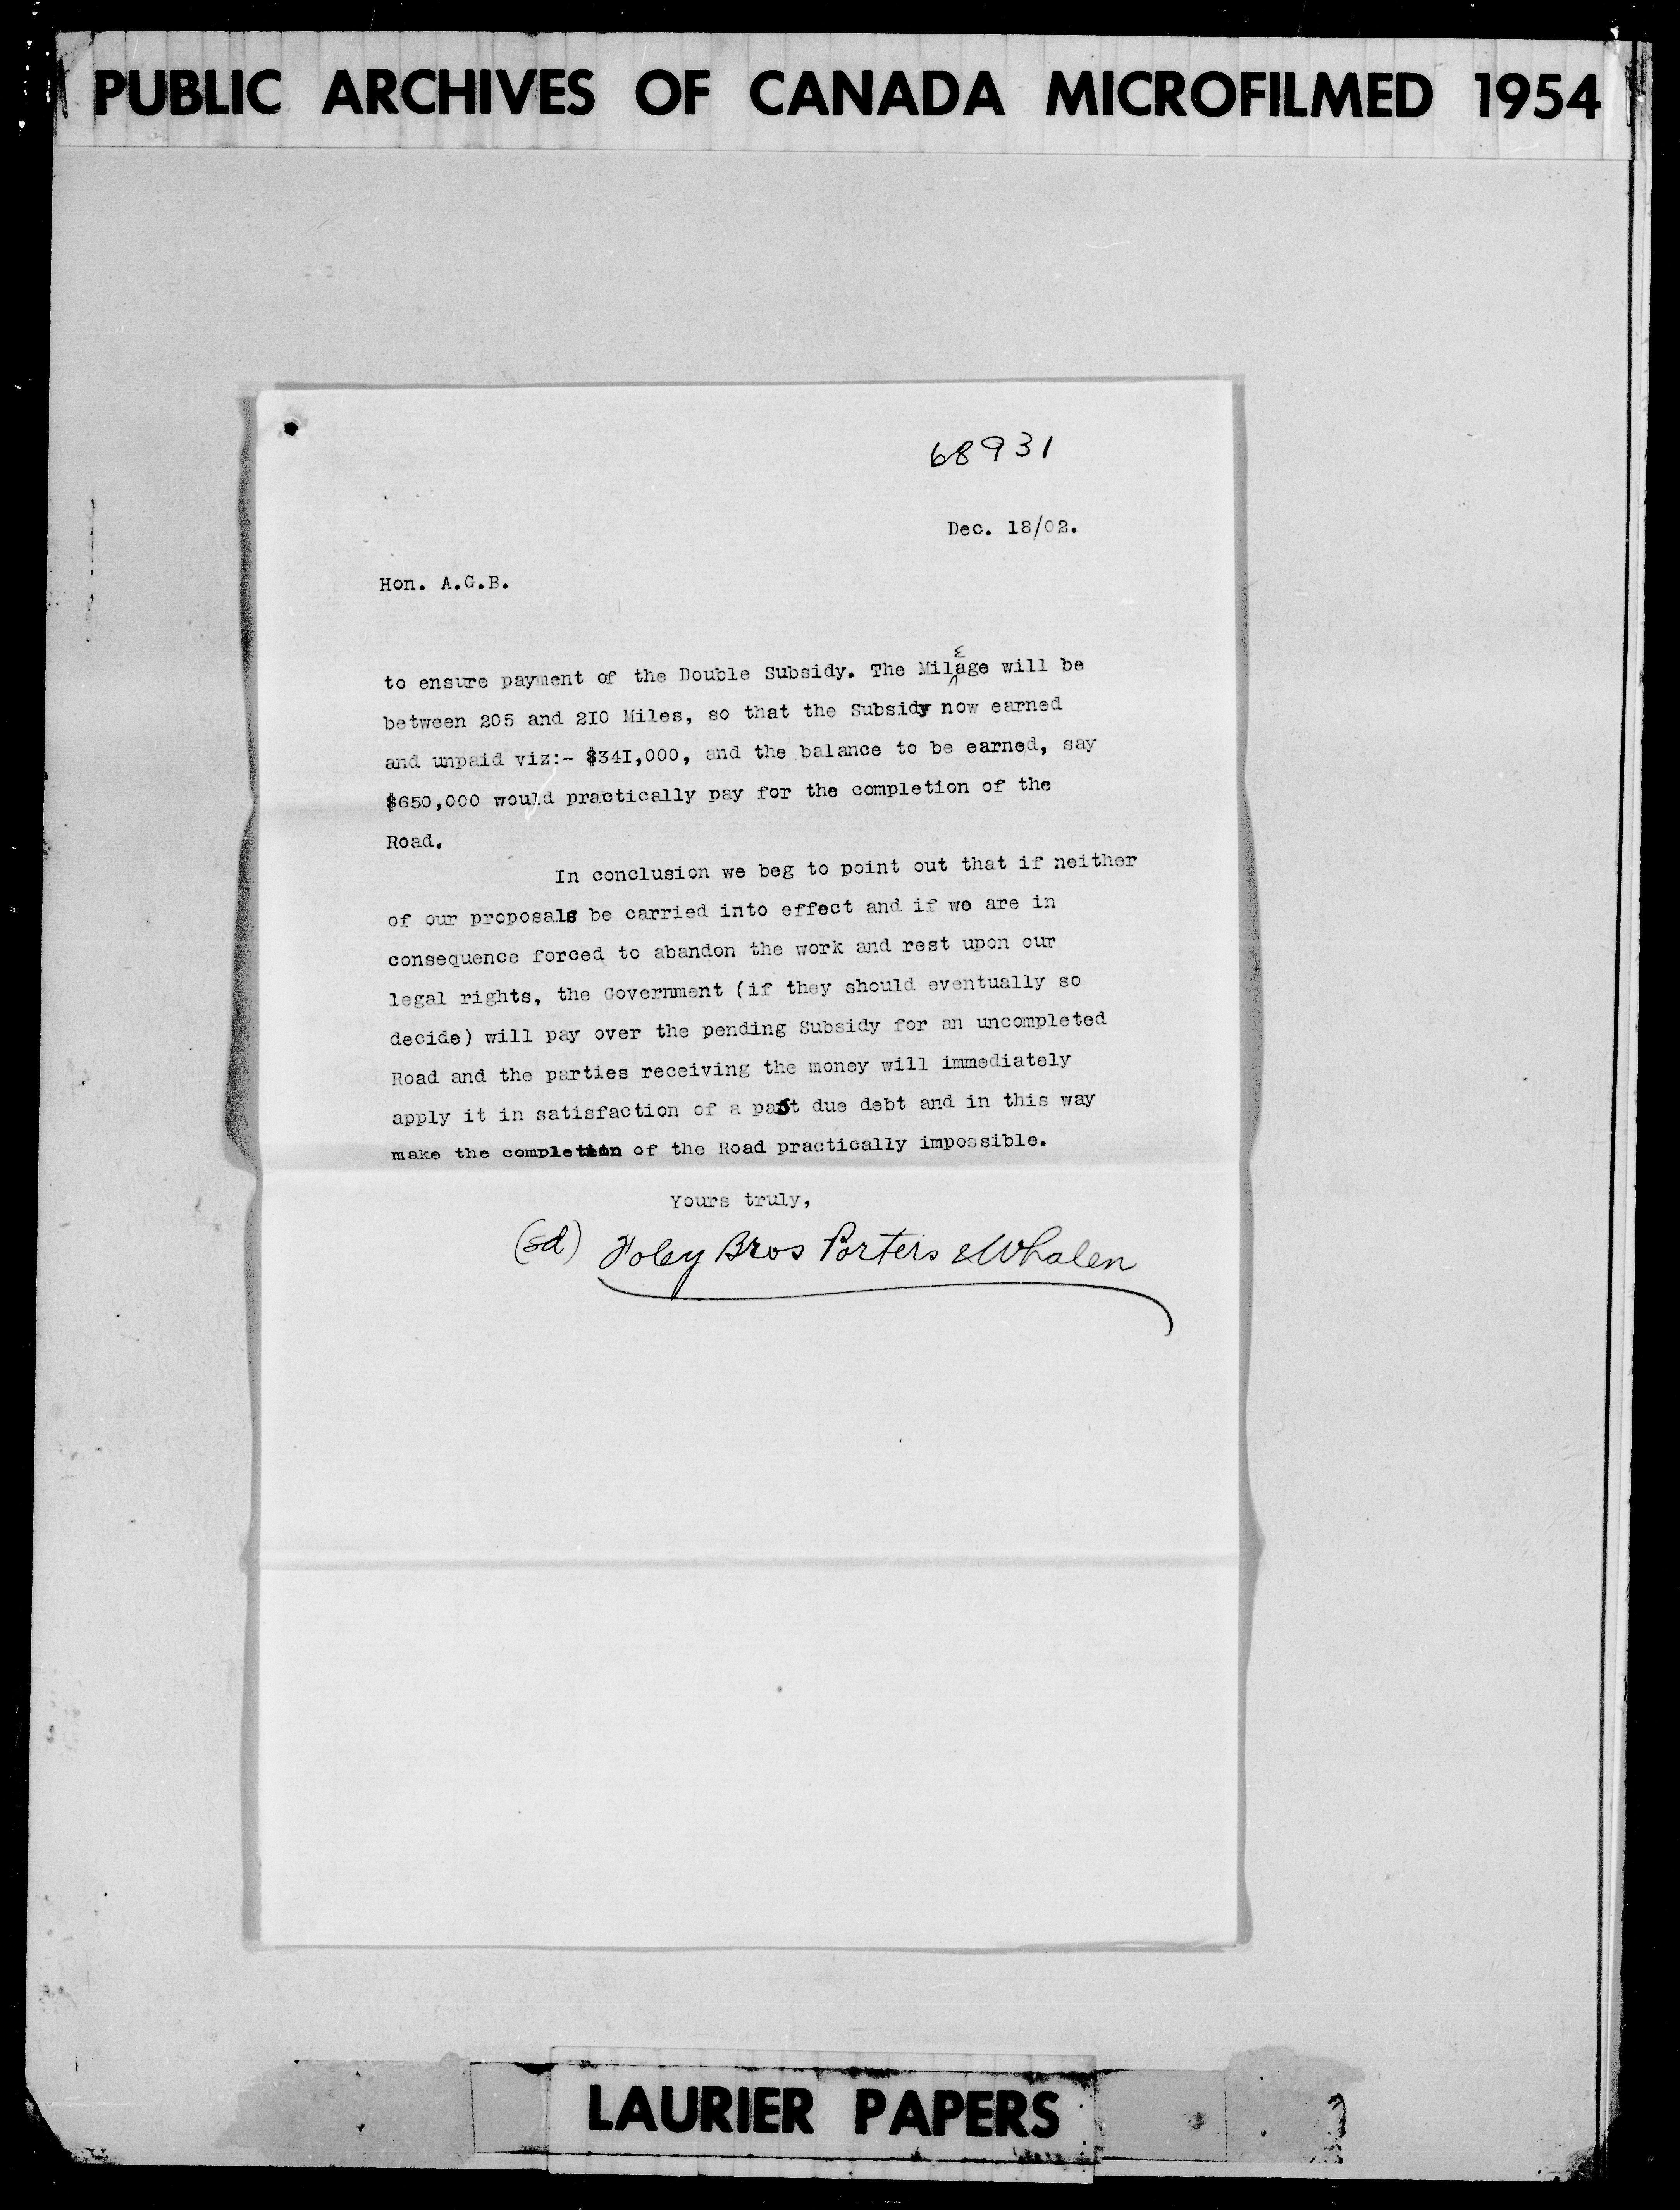 PUBLIC ARCHIVES OF CANADA MICROFILMED 1954
68931
Dec. 18/02.
Hon. A.G.B.
to ensure payment of the Double Subsidy. The Mileage will be
between 205 and 2I0 Miles, so that the Subsidy now earned
and unpaid viz:- $34I,000, and the balance to be earned, say
$650,000 would practically pay for the completion of the
Road.
In conclusion we beg to point out that if neither
of our proposals be carried into effect and if we are in
consequence forced to abandon the work and rest upon our
legal rights, the Government (if they should eventually so
decide) will pay over the pending Subsidy for an uncompleted
Road and the parties receiving the money will immediately
apply it in satisfaction of a past due debt and in this way
make the completion of the Road practically impossible.
Yours truly,
(sd) Foley Bros Porters & Whalen
LAURIER PAPERS